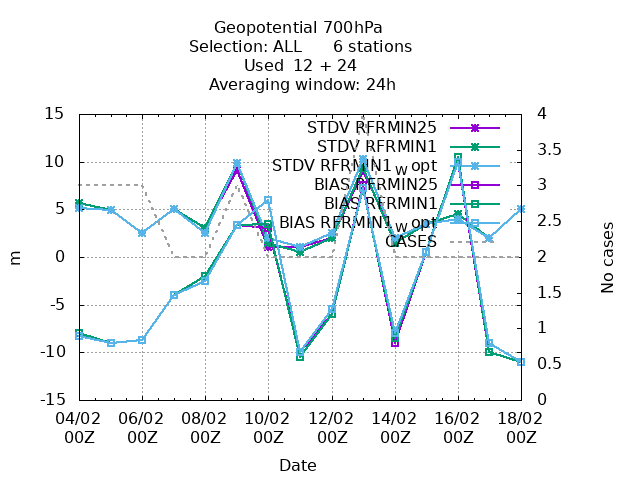 Geopotential 700hPa
Selection: ALL 6 stations
Used 12 + 24
Averaging window: 24h
STDV RFRMIN25
STDV RFRMIN1
STDV RFRMIN1_w opt
BIAS RFRMIN25
BIAS RFRMIN1
BIAS RFRMIN1_w opt
CASES
15
10
5
0
-5
-10
-15
m
4
3.5
3
2.5
2
1.5
1
0.5
0
No cases
04/02 06/02 08/02 10/02 12/02 14/02 16/02 18/02
00Z 00Z 00Z 00Z 00Z 00Z 00Z 00Z
Date